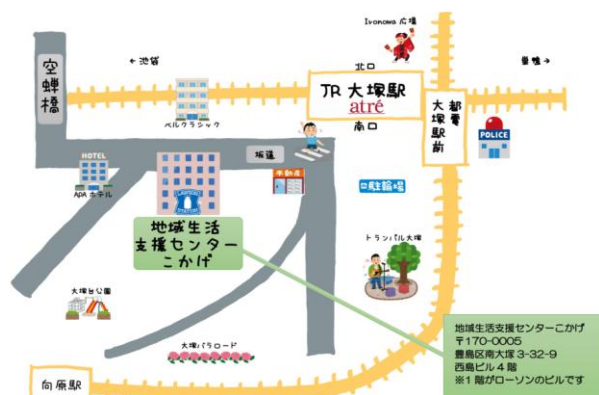 Ironowa 広場
空蝉橋
← 池袋
巣鴨 →
北口
JR 大塚駅
atré
南口
都電
大塚駅前
ベルクラシック
POLICE
坂道
HOTEL
APA ホテル
不動産
駐輪場
LAWSON
STATION
地域生活
支援センター
こかげ
トランパル大塚
大塚台公園
大塚バラロード
向原駅
地域生活支援センターこかげ
〒170-0005
豊島区南大塚 3-32-9
西島ビル 4 階
※1 階がローソンのビルです